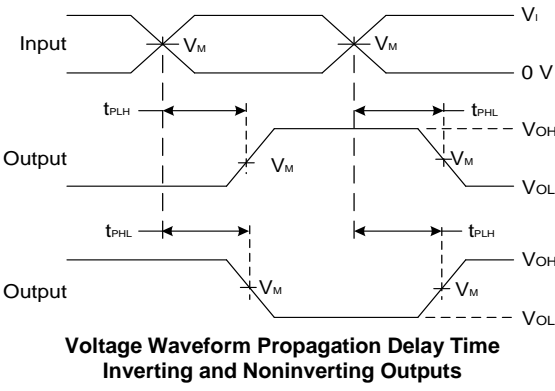 VI
Input
VM
VM
0 V
tPLH
tPHL
VOH
Output
VM
VM
VOL
tPHL
tPLH
VOH
Output
VM
VM
VOL
Voltage Waveform Propagation Delay Time
Inverting and Noninverting Outputs